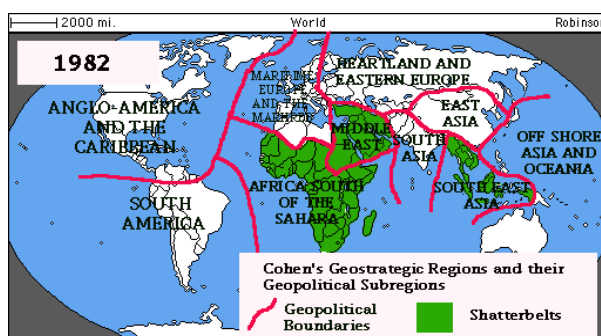 2000 mi.
World
Robinson
1982
MARITIME
EUROPE
AND THE
MAGHREB
HEARTLAND AND
EASTERN EUROPE
ANGLO-AMERICA
AND THE
CARIBBEAN
EAST
ASIA
MIDDLE
EAST
SOUTH
ASIA
OFF SHORE
ASIA AND
OCEANIA
AFRICA SOUTH
OF THE
SAHARA
SOUTH EAST
ASIA
SOUTH
AMERICA
Cohen's Geostrategic Regions and their
Geopolitical Subregions
Geopolitical
Boundaries
Shatterbelts